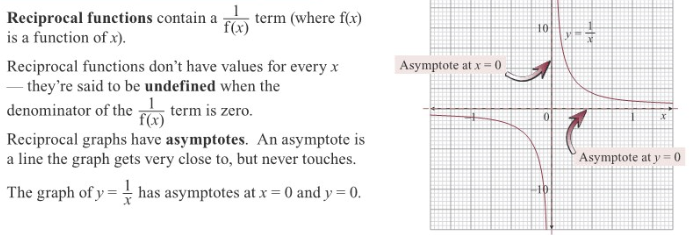 Reciprocal functions contain a 1/f(x) term (where f(x)
is a function of x).
Reciprocal functions don't have values for every x
— they're said to be undefined when the
denominator of the 1/f(x) term is zero.
Reciprocal graphs have asymptotes. An asymptote is
a line the graph gets very close to, but never touches.
The graph of y = 1/x has asymptotes at x = 0 and y = 0.
10
y = 1/x
Asymptote at x = 0
-1
0
1
x
Asymptote at y = 0
-10